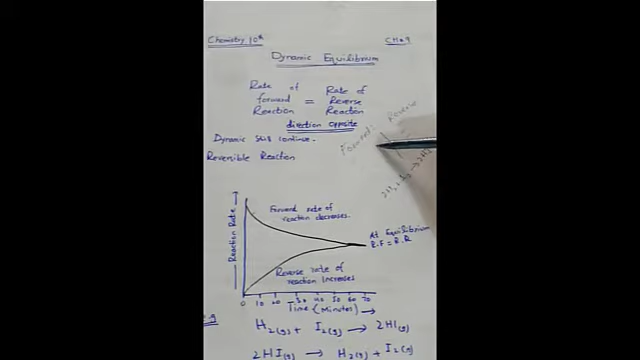 Chemistry 10th
CH# 9
Dynamic Equilibrium
Rate of forward Reaction = Rate of Reverse Reaction
direction opposite
Dynamic still continue.
Reversible Reaction
Forward
Reverse
Reaction Rate
Forward rate of
reaction decreases.
At Equilibrium
R.F = R.R
Reverse rate of
reaction increases
0 10 20 30 40 50 60 70
Time (Minutes)
e.g
H2(g) + I2(g) → 2HI(g)
2HI(g) → H2(g) + I2(g)